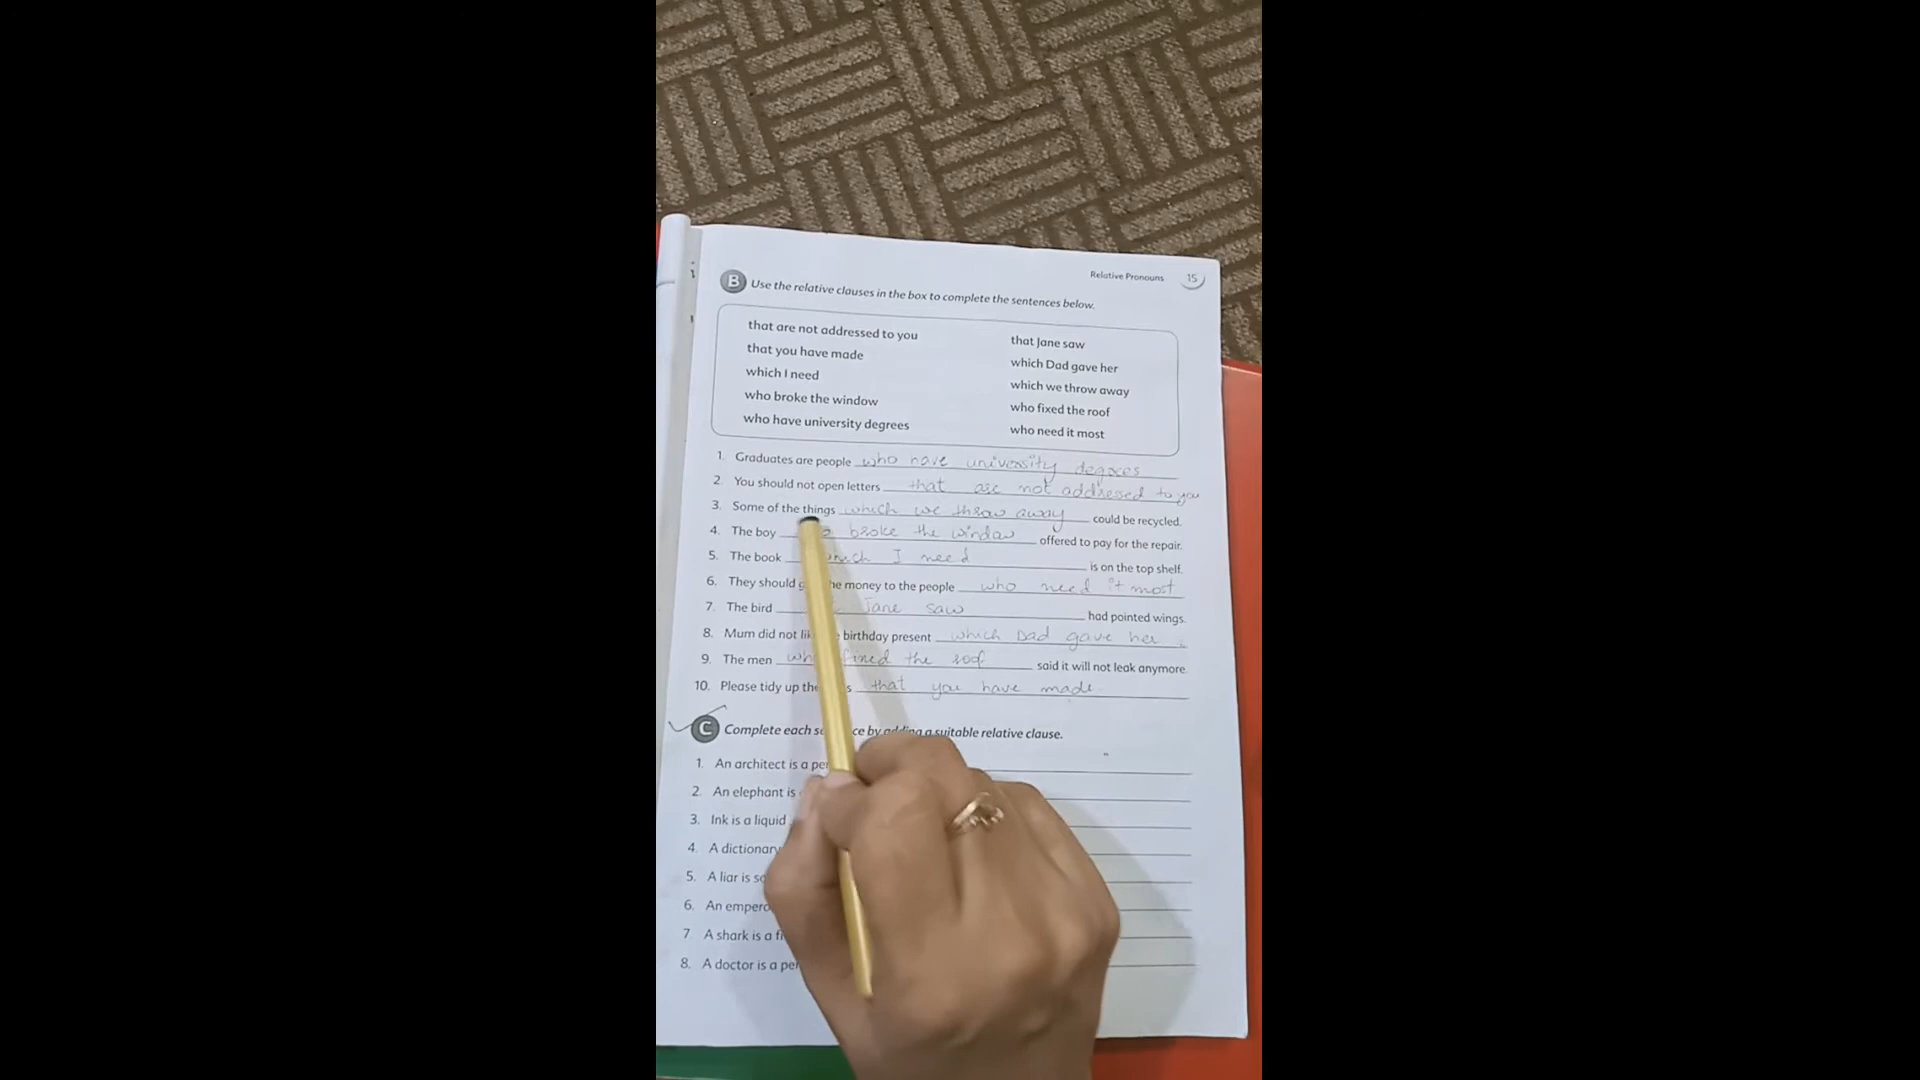 Relative Pronouns 15
B Use the relative clauses in the box to complete the sentences below.
that are not addressed to you
that you have made
which I need
who broke the window
who have university degrees
that Jane saw
which Dad gave her
which we throw away
who fixed the roof
who need it most
1. Graduates are people who have university degrees
2. You should not open letters that are not addressed to you
3. Some of the things which we throw away could be recycled.
4. The boy broke the window offered to pay for the repair.
5. The book which I need is on the top shelf.
6. They should the money to the people who need it most
7. The bird Jane saw had pointed wings.
8. Mum did not birthday present which Dad gave her.
9. The men fixed the roof said it will not leak anymore.
10. Please tidy up that you have made
C Complete each by adding a suitable relative clause.
1. An architect is a
2. An elephant is
3. Ink is a liquid
4. A dictionary
5. A liar is
6. An
7 A shark is a
8. A doctor is a